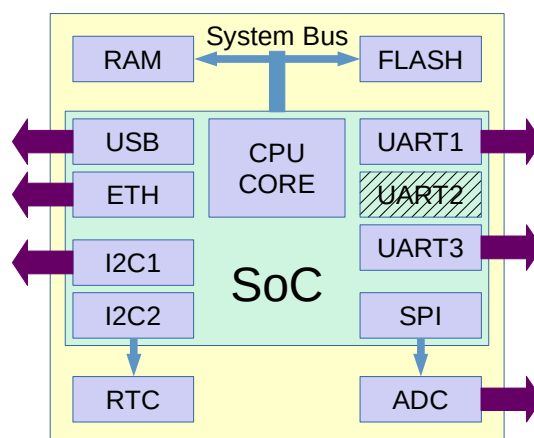 System Bus
RAM
FLASH
USB
CPU
CORE
UART1
ETH
UART2
I2C1
UART3
SoC
I2C2
SPI
RTC
ADC